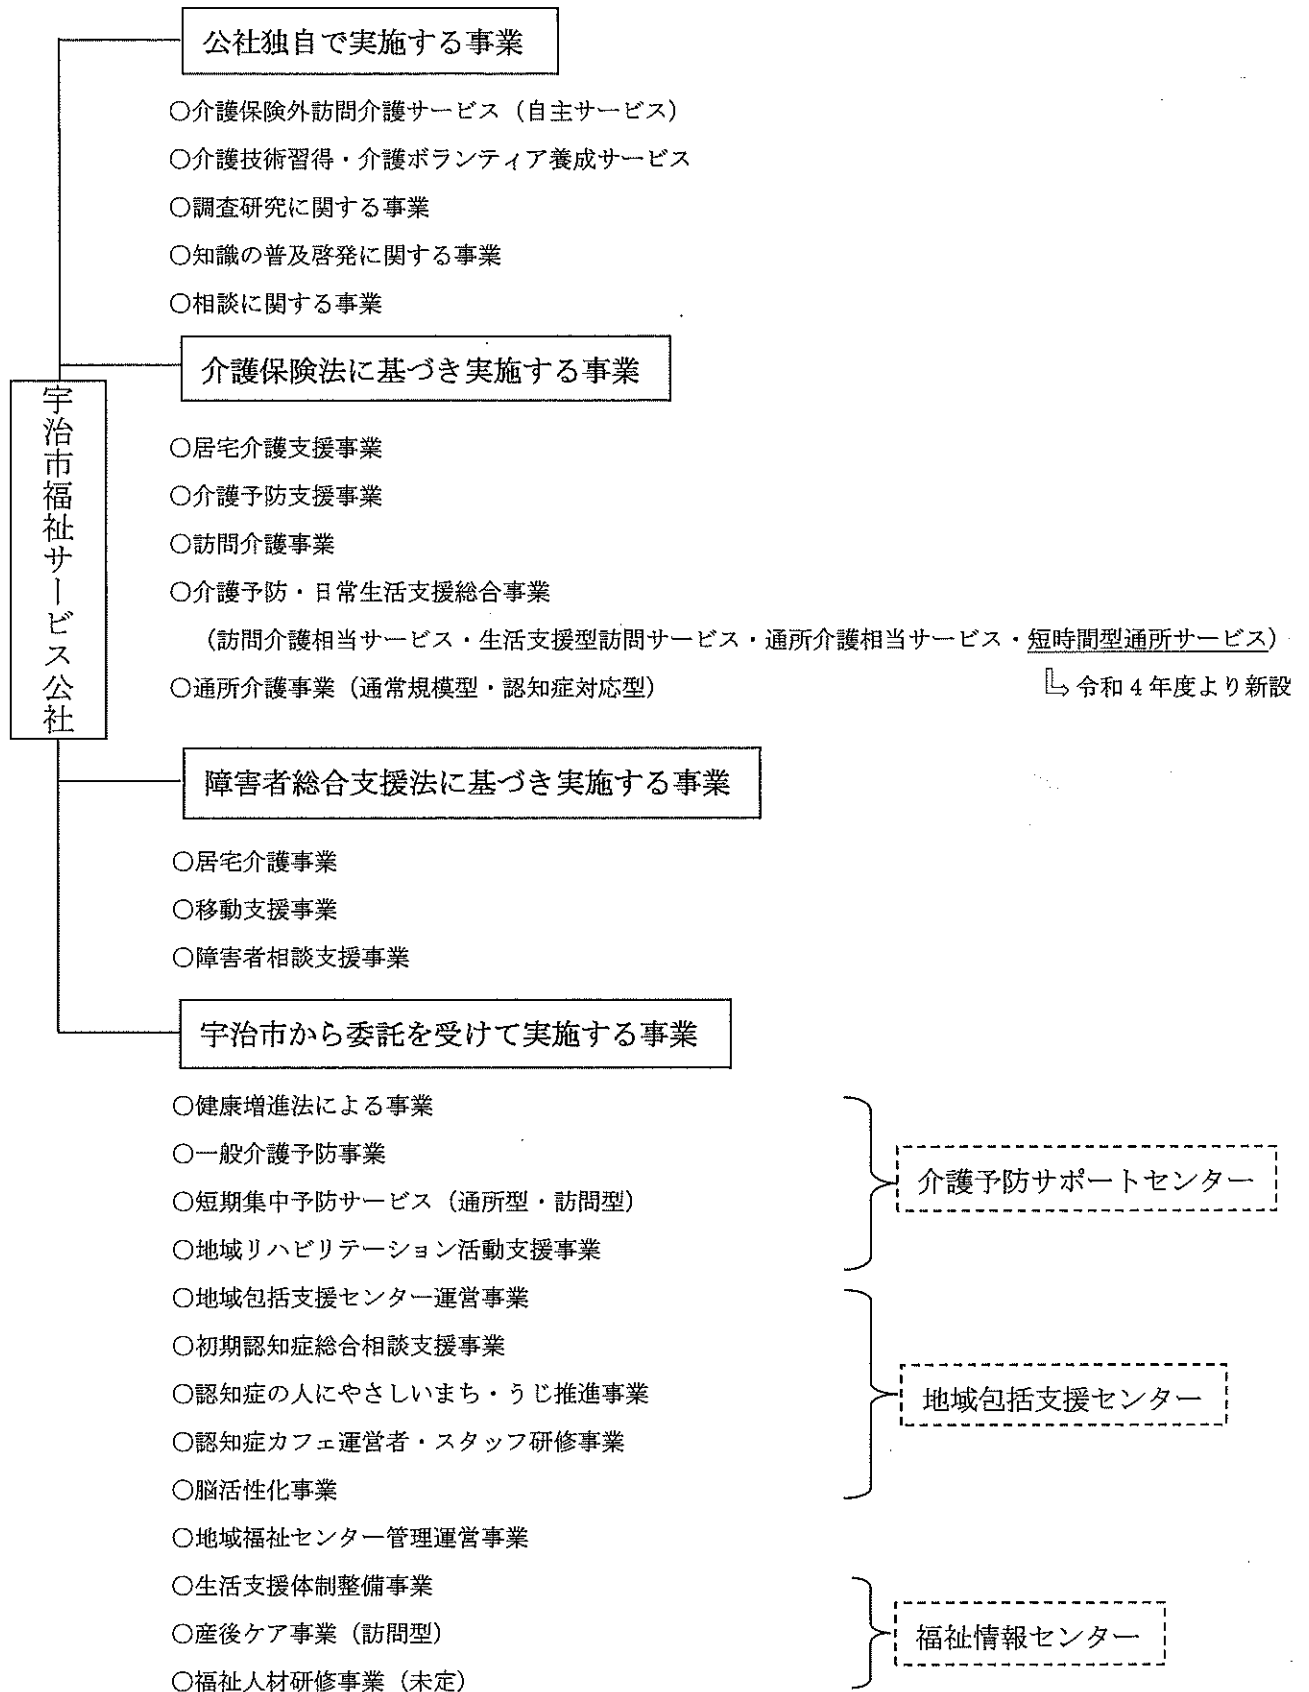 公社独自で実施する事業
○介護保険外訪問介護サービス（自主サービス）
○介護技術習得・介護ボランティア養成サービス
○調査研究に関する事業
○知識の普及啓発に関する事業
○相談に関する事業
介護保険法に基づき実施する事業
宇治市福祉サービス公社
○居宅介護支援事業
○介護予防支援事業
○訪問介護事業
○介護予防・日常生活支援総合事業
（訪問介護相当サービス・生活支援型訪問サービス・通所介護相当サービス・短時間型通所サービス）
○通所介護事業（通常規模型・認知症対応型）
令和４年度より新設
障害者総合支援法に基づき実施する事業
○居宅介護事業
○移動支援事業
○障害者相談支援事業
宇治市から委託を受けて実施する事業
○健康増進法による事業
○一般介護予防事業
○短期集中予防サービス（通所型・訪問型）
○地域リハビリテーション活動支援事業
介護予防サポートセンター
○地域包括支援センター運営事業
○初期認知症総合相談支援事業
○認知症の人にやさしいまち・うじ推進事業
○認知症カフェ運営者・スタッフ研修事業
○脳活性化事業
地域包括支援センター
○地域福祉センター管理運営事業
○生活支援体制整備事業
○産後ケア事業（訪問型）
○福祉人材研修事業（未定）
福祉情報センター